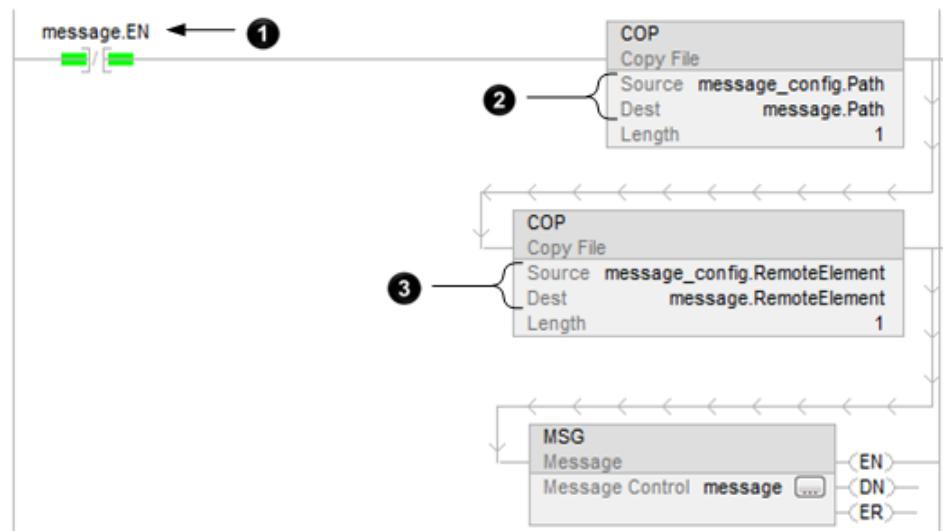 message.EN
1
COP
Copy File
2
Source message_config.Path
Dest message.Path
Length 1
COP
Copy File
3
Source message_config.RemoteElement
Dest message.RemoteElement
Length 1
MSG
Message
EN
Message Control message ...
DN
ER